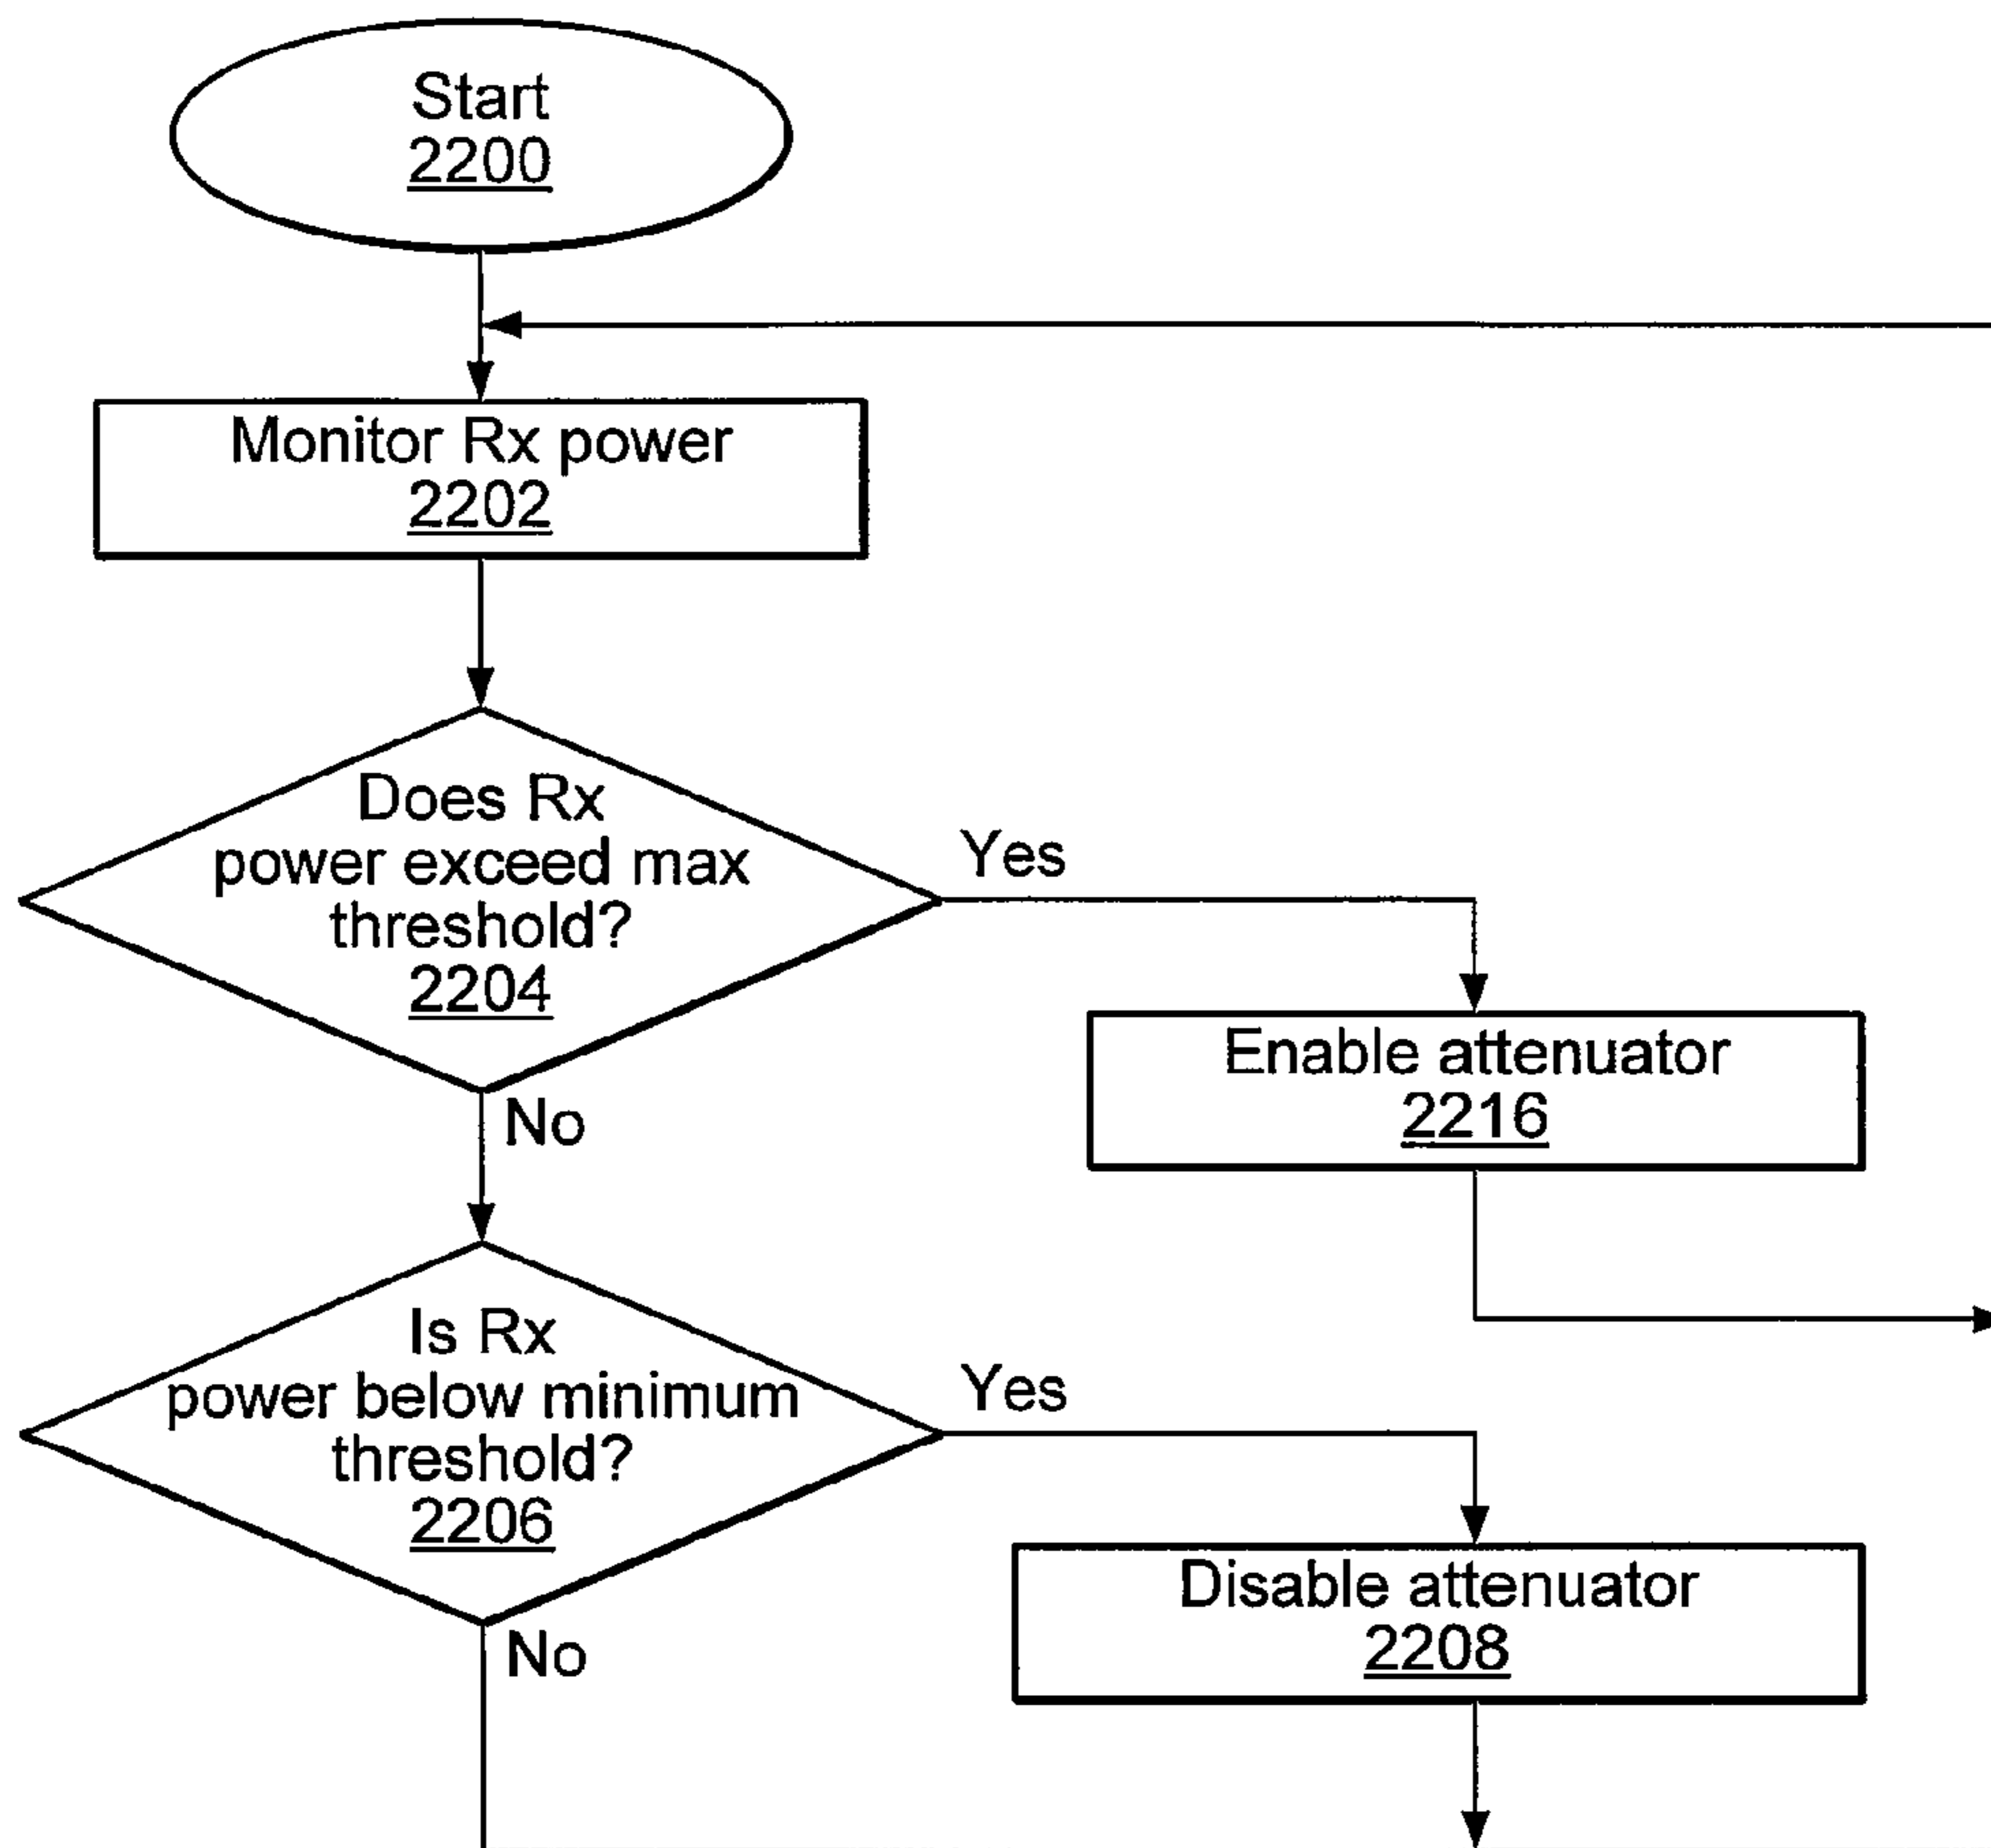 Start
2200
Monitor Rx power
2202
Does Rx
power exceed max
threshold?
2204
Yes
No
Enable attenuator
2216
Is Rx
power below minimum
threshold?
2206
Yes
No
Disable attenuator
2208